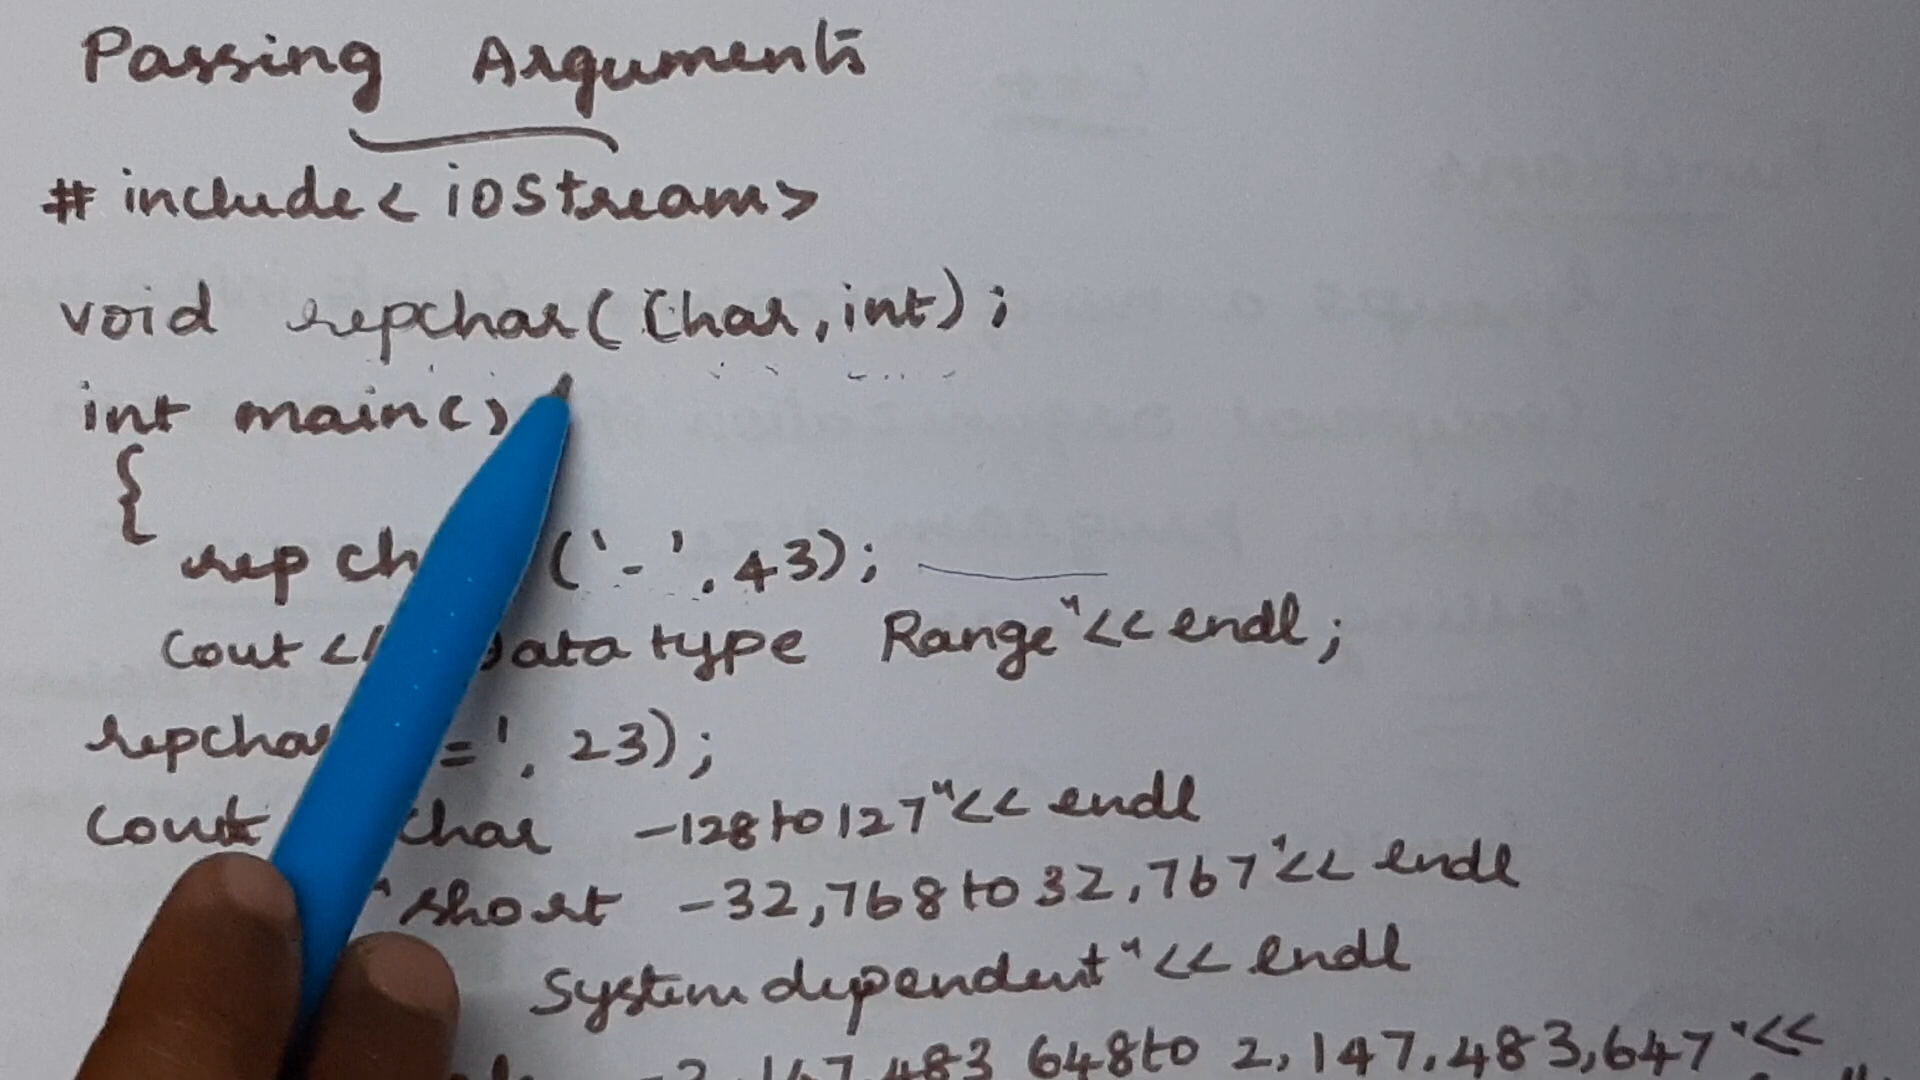 Passing Arguments
# include < iostream>
void repchar (Char, int);
int main()
{
rep ch ('-', 43);
Cout << Data type Range" << endl;
repchar =', 23);
Cout char -128 to 127" << endl
"short -32,768 to 32,767" << endl
System dependent" << endl
483 648 to 2,147,483,647" <<